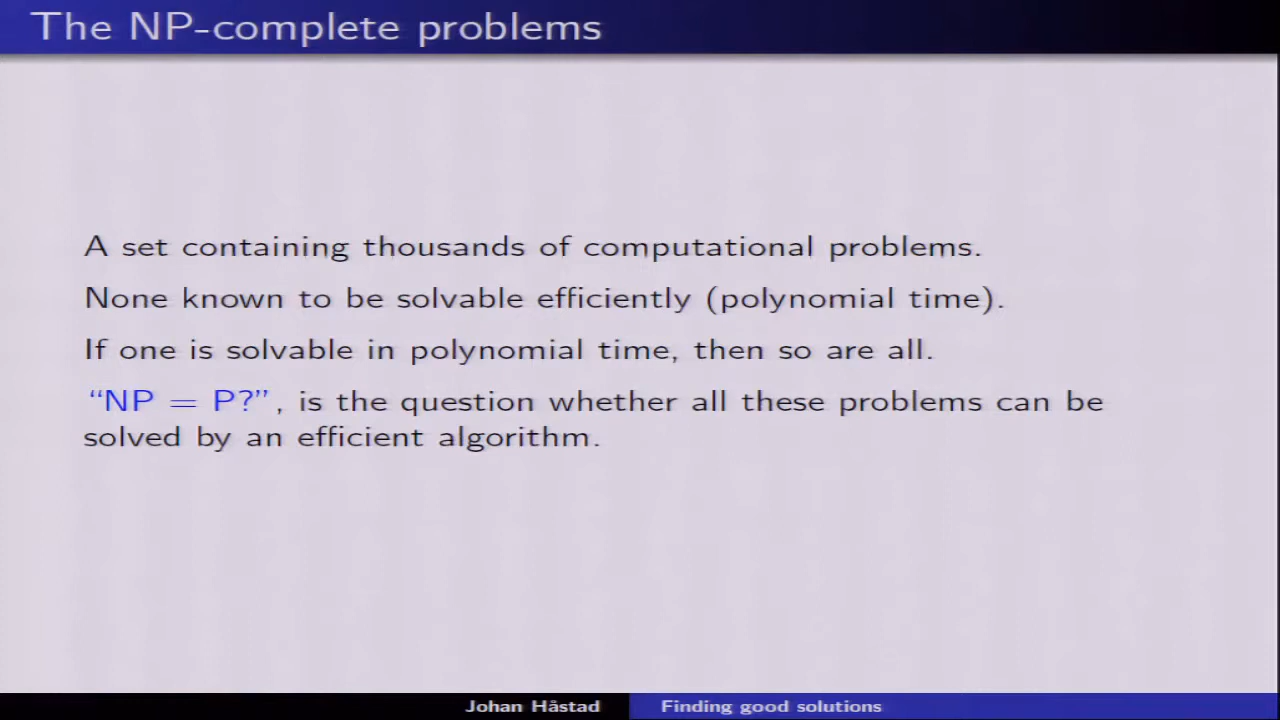 The NP-complete problems
A set containing thousands of computational problems.
None known to be solvable efficiently (polynomial time).
If one is solvable in polynomial time, then so are all.
“NP = P?”, is the question whether all these problems can be
solved by an efficient algorithm.
Johan Håstad
Finding good solutions